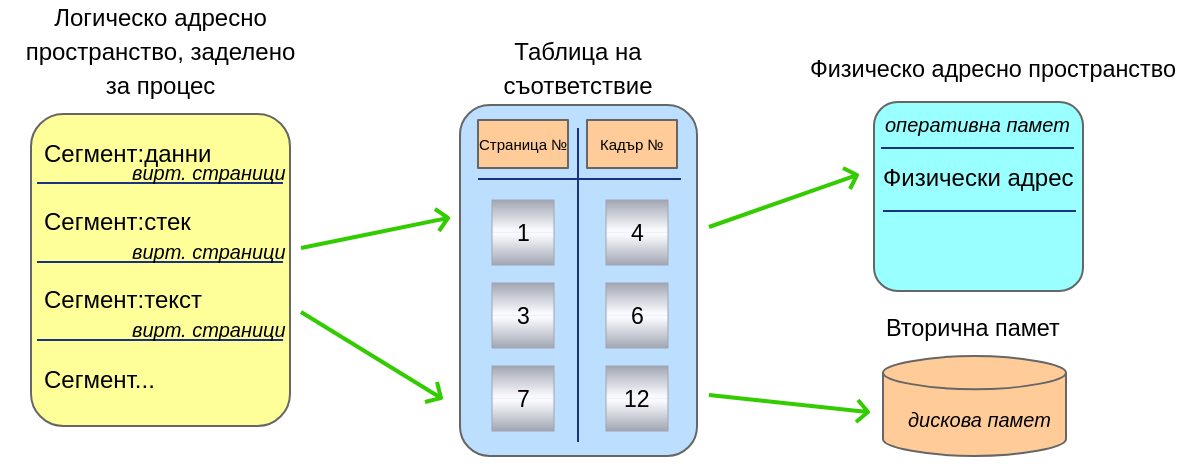 Логическо адресно
пространство, заделено
за процес
Сегмент:данни
вирт. страници
Сегмент:стек
вирт. страници
Сегмент:текст
вирт. страници
Сегмент...
Таблица на
съответствие
Страница №
Кадър №
1
4
3
6
7
12
Физическо адресно пространство
оперативна памет
Физически адрес
Вторична памет
дискова памет